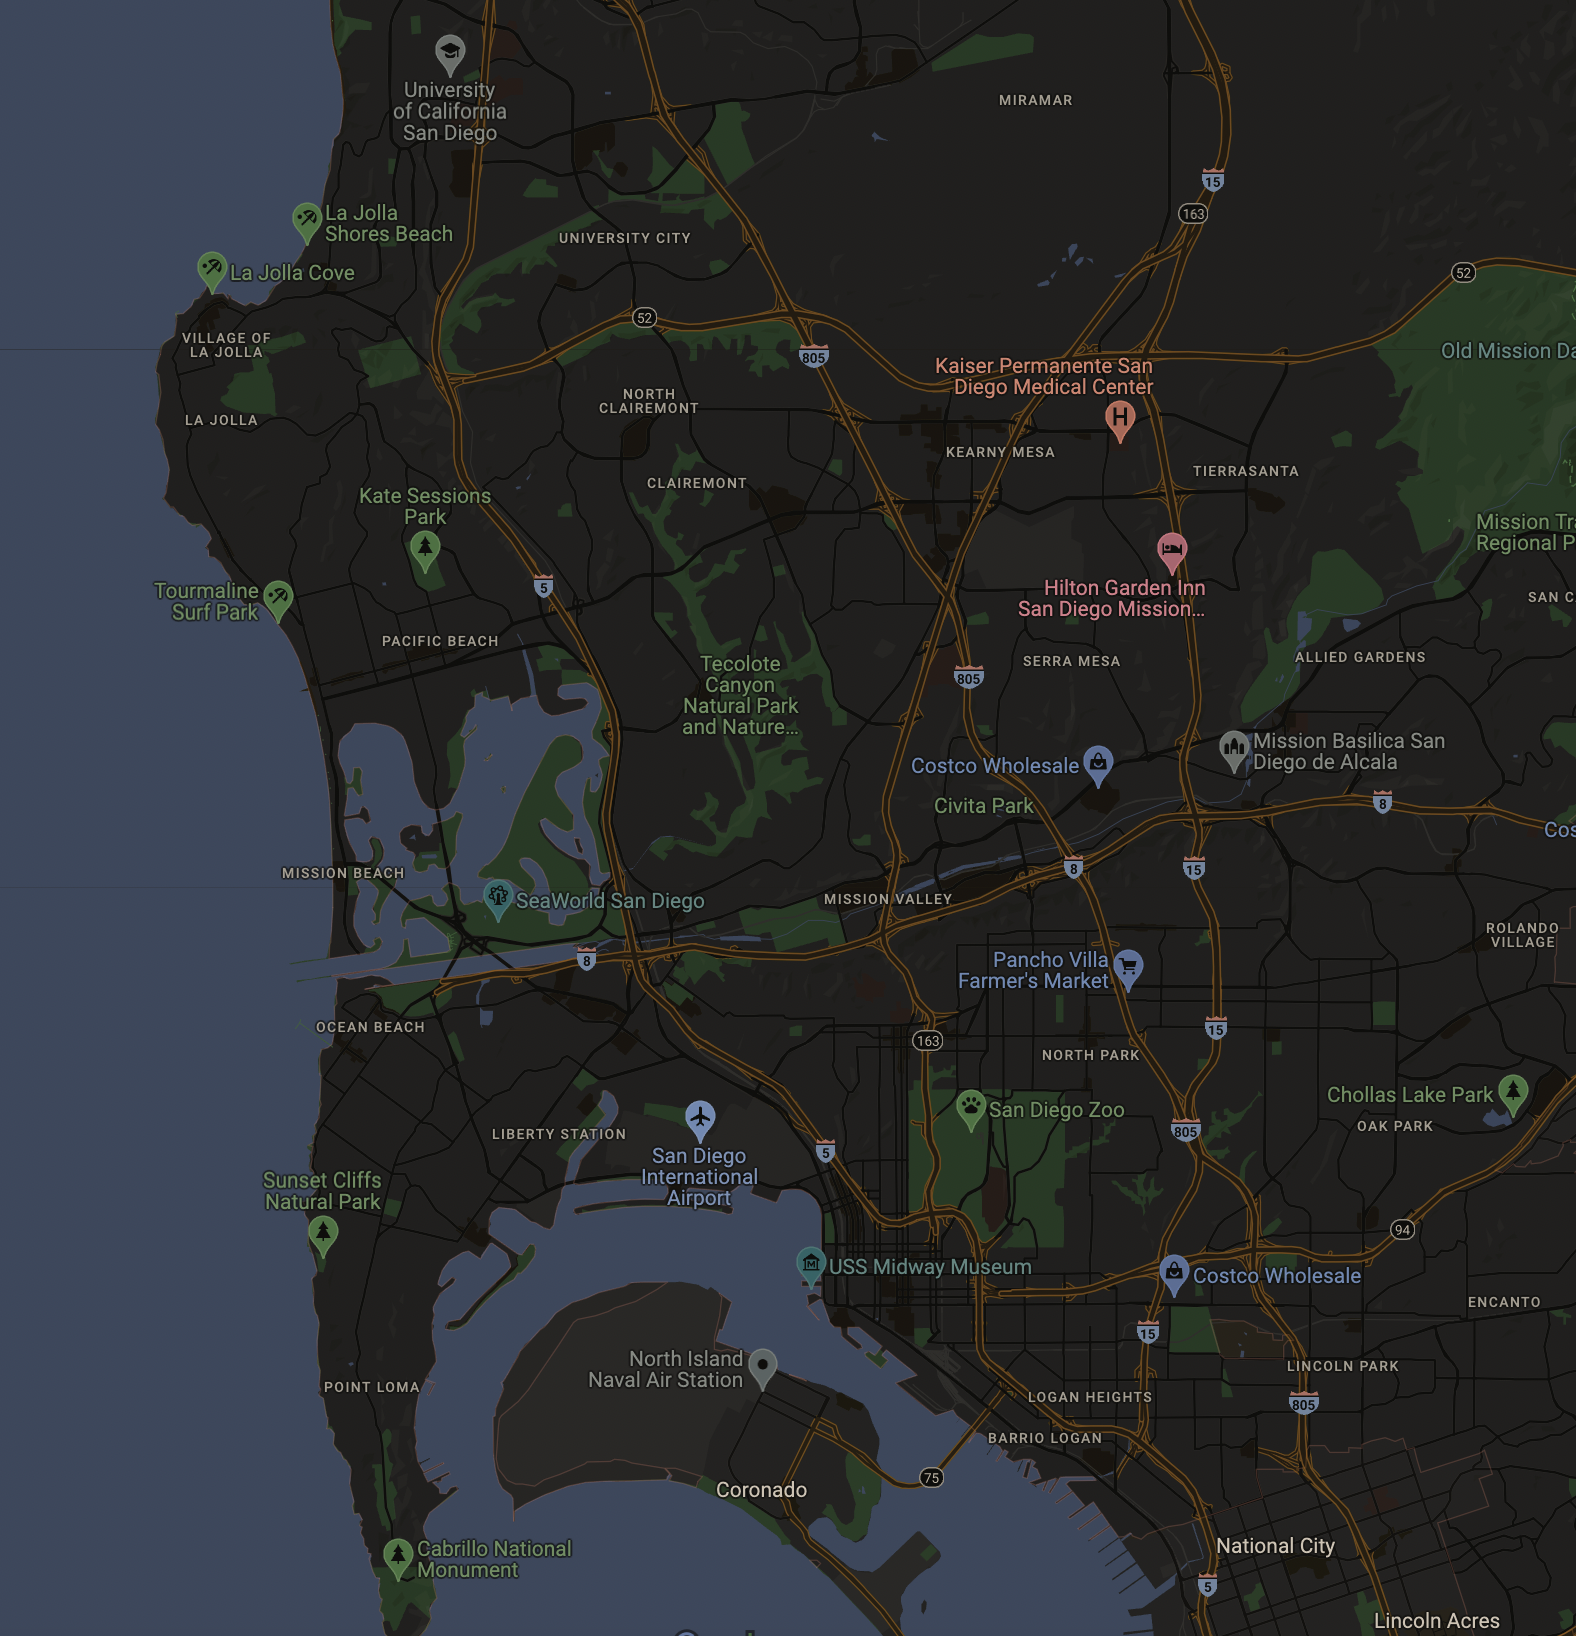 University
of California
San Diego
MIRAMAR
15
163
La Jolla
Shores Beach
UNIVERSITY CITY
La Jolla Cove
52
52
VILLAGE OF
LA JOLLA
805
Old Mission Da
Kaiser Permanente San
Diego Medical Center
H
NORTH
CLAIREMONT
LA JOLLA
KEARNY MESA
TIERRASANTA
CLAIREMONT
Kate Sessions
Park
Mission Tr
Regional P
5
Hilton Garden Inn
San Diego Mission...
Tourmaline
Surf Park
SAN C
PACIFIC BEACH
ALLIED GARDENS
SERRA MESA
805
Tecolote
Canyon
Natural Park
and Nature...
Mission Basilica San
Diego de Alcala
Costco Wholesale
Civita Park
8
Cos
8
15
MISSION BEACH
SeaWorld San Diego
MISSION VALLEY
ROLANDO
VILLAGE
8
Pancho Villa
Farmer's Market
OCEAN BEACH
15
163
NORTH PARK
Chollas Lake Park
San Diego Zoo
OAK PARK
LIBERTY STATION
805
5
San Diego
International
Airport
Sunset Cliffs
Natural Park
94
USS Midway Museum
M
Costco Wholesale
ENCANTO
15
North Island
Naval Air Station
LINCOLN PARK
POINT LOMA
LOGAN HEIGHTS
805
BARRIO LOGAN
75
Coronado
Cabrillo National
Monument
National City
5
Lincoln Acres